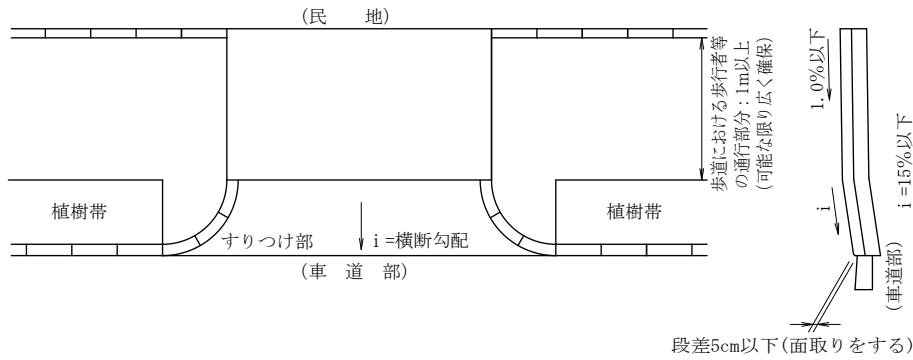 (民　　地)
歩道における歩行者等
の通行部分：1m以上
(可能な限り広く確保)
1.0%以下
i =15%以下
植樹帯
すりつけ部
i =横断勾配
植樹帯
i
(車　道　部)
(車道部)
段差5cm以下(面取りをする)